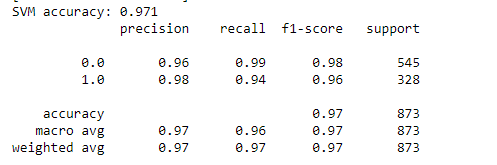 SVM accuracy: 0.971
precision recall f1-score support
0.0 0.96 0.99 0.98 545
1.0 0.98 0.94 0.96 328
accuracy 0.97 873
macro avg 0.97 0.96 0.97 873
weighted avg 0.97 0.97 0.97 873